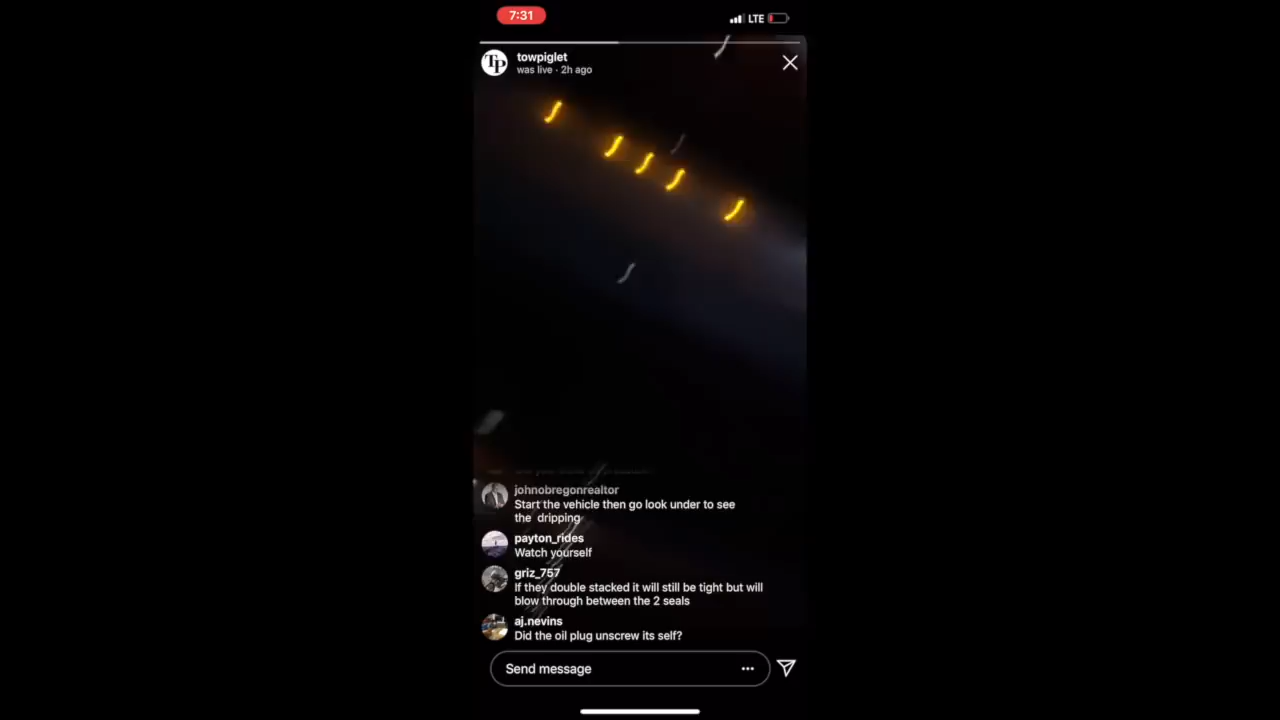 7:31
LTE
TP
towpiglet
was live · 2h ago
johnobregonrealtor
Start the vehicle then go look under to see
the dripping
payton_rides
Watch yourself
griz_757
If they double stacked it will still be tight but will
blow through between the 2 seals
aj.nevins
Did the oil plug unscrew its self?
Send message